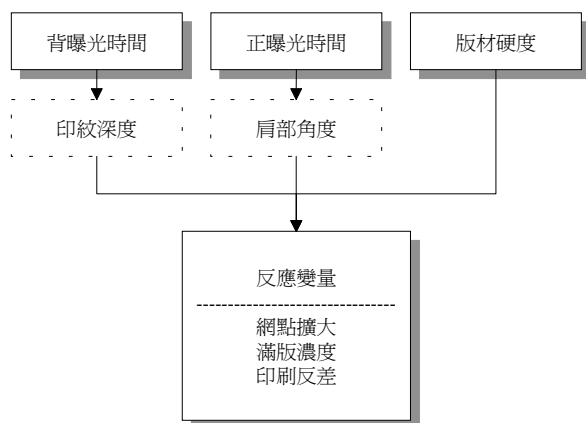 背曝光時間
正曝光時間
版材硬度
印紋深度
肩部角度
反應變量
網點擴大
滿版濃度
印刷反差